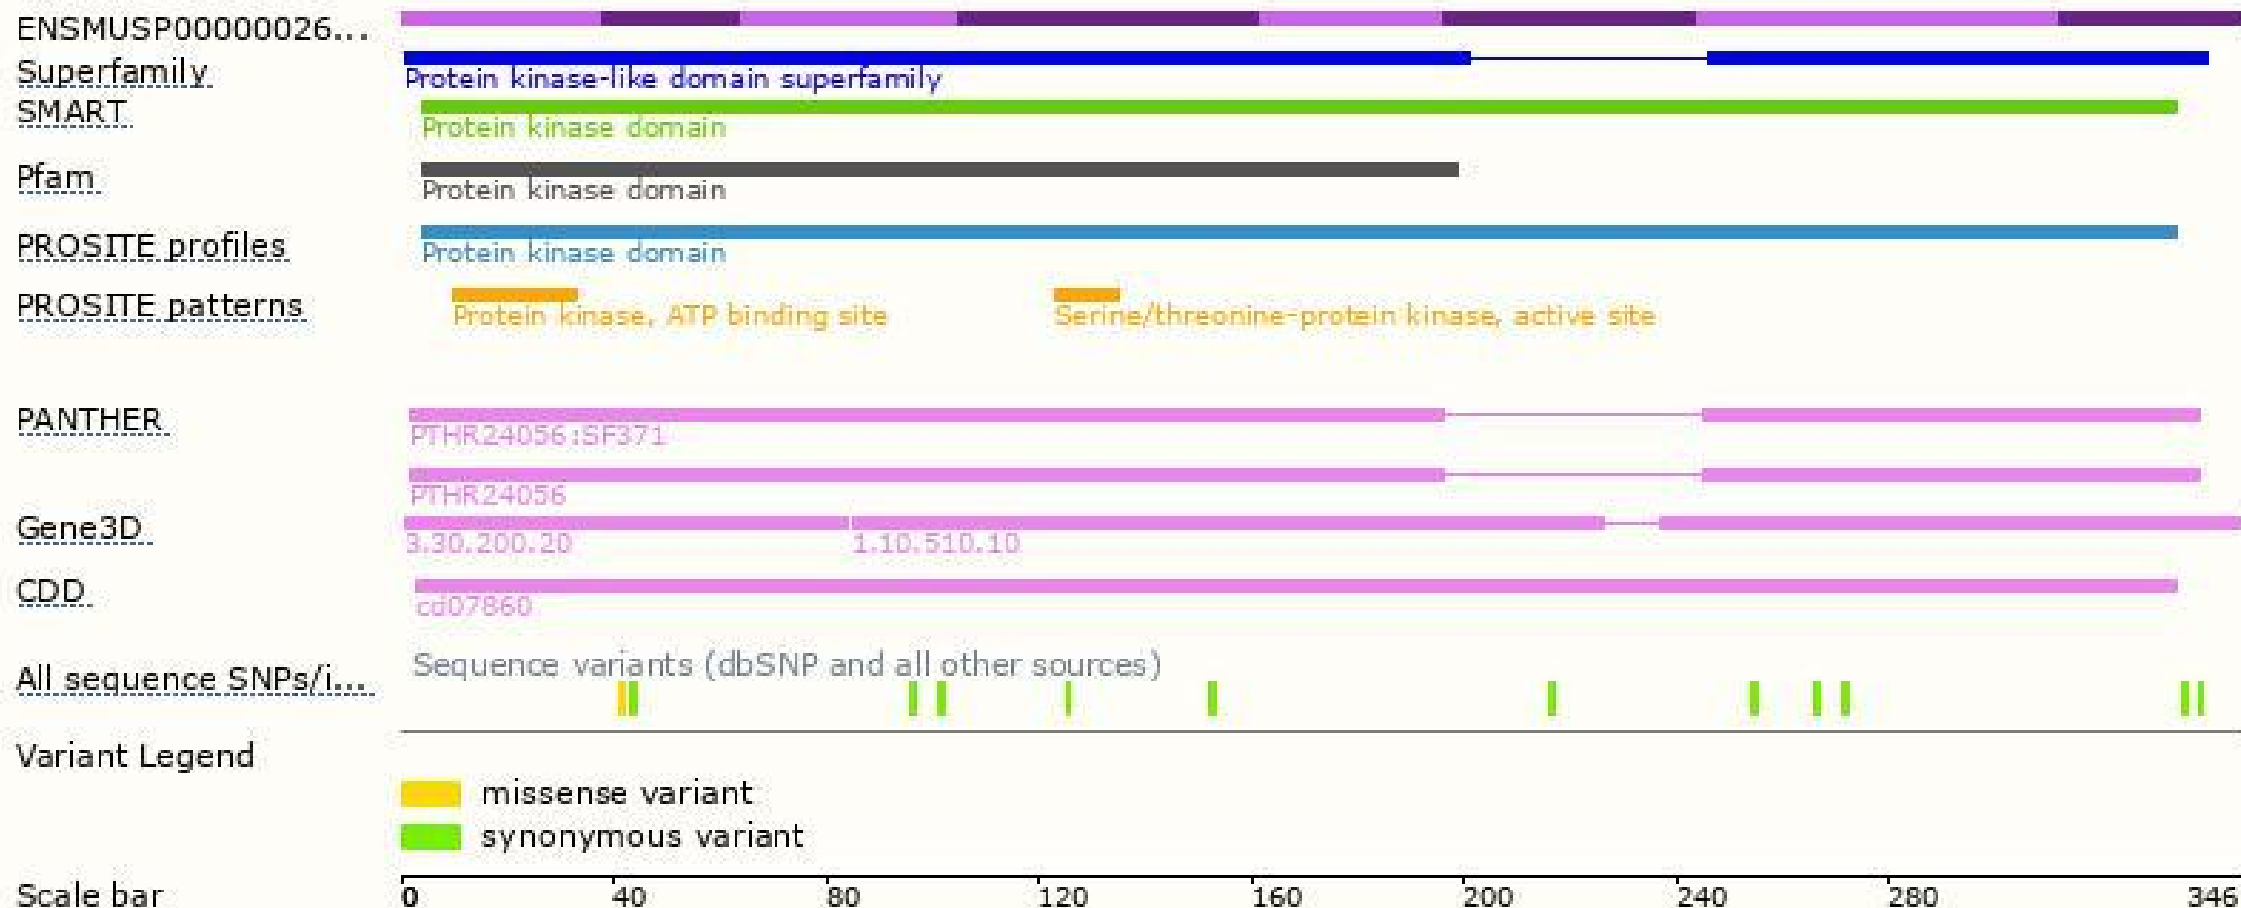 ENSMUSP00000026...
Superfamily
Protein kinase-like domain superfamily
SMART
Protein kinase domain
Pfam
Protein kinase domain
PROSITE profiles
Protein kinase domain
PROSITE patterns
Protein kinase, ATP binding site
Serine/threonine-protein kinase, active site
PANTHER
PTHR24056:SF371
PTHR24056
Gene3D
3.30.200.20
1.10.510.10
CDD
cd07860
All sequence SNPs/i...
Sequence variants (dbSNP and all other sources)
Variant Legend
missense variant
synonymous variant
Scale bar
0 40 80 120 160 200 240 280 346